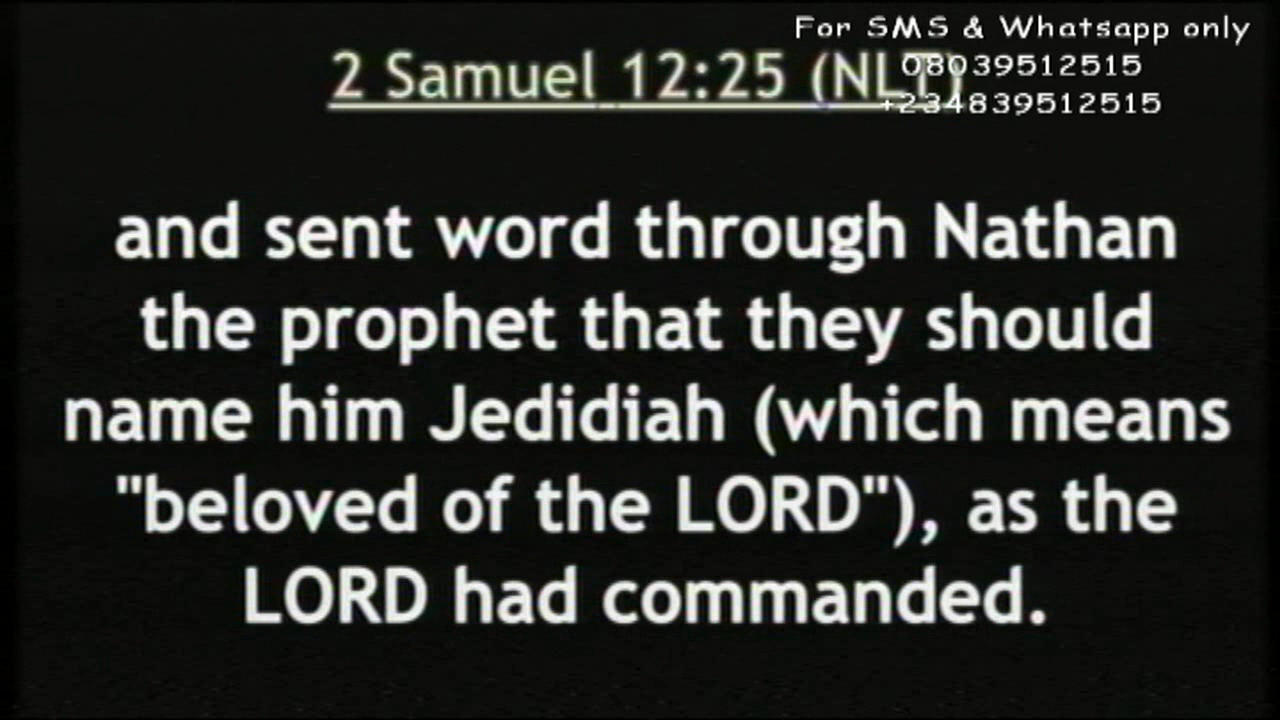 For SMS & Whatsapp only
2 Samuel 12:25 (NLT)
08039512515
+234839512515
and sent word through Nathan
the prophet that they should
name him Jedidiah (which means
"beloved of the LORD"), as the
LORD had commanded.